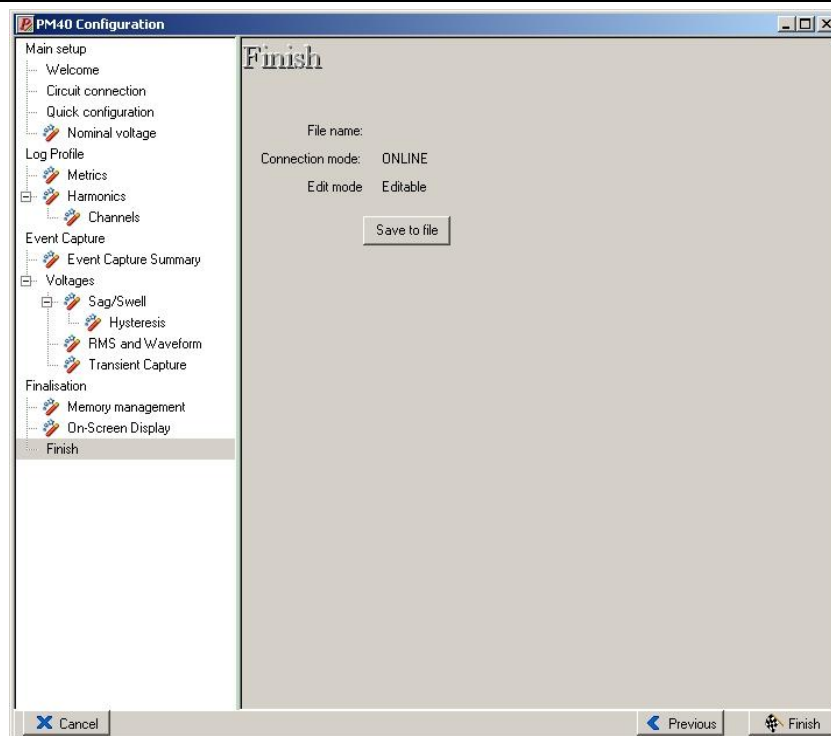 PM40 Configuration
Main setup
Welcome
Circuit connection
Quick configuration
Nominal voltage
Log Profile
Metrics
Harmonics
Channels
Event Capture
Event Capture Summary
Voltages
Sag/Swell
Hysteresis
RMS and Waveform
Transient Capture
Finalisation
Memory management
On-Screen Display
Finish
Finish
File name:
Connection mode: ONLINE
Edit mode Editable
Save to file
Cancel
Previous
Finish